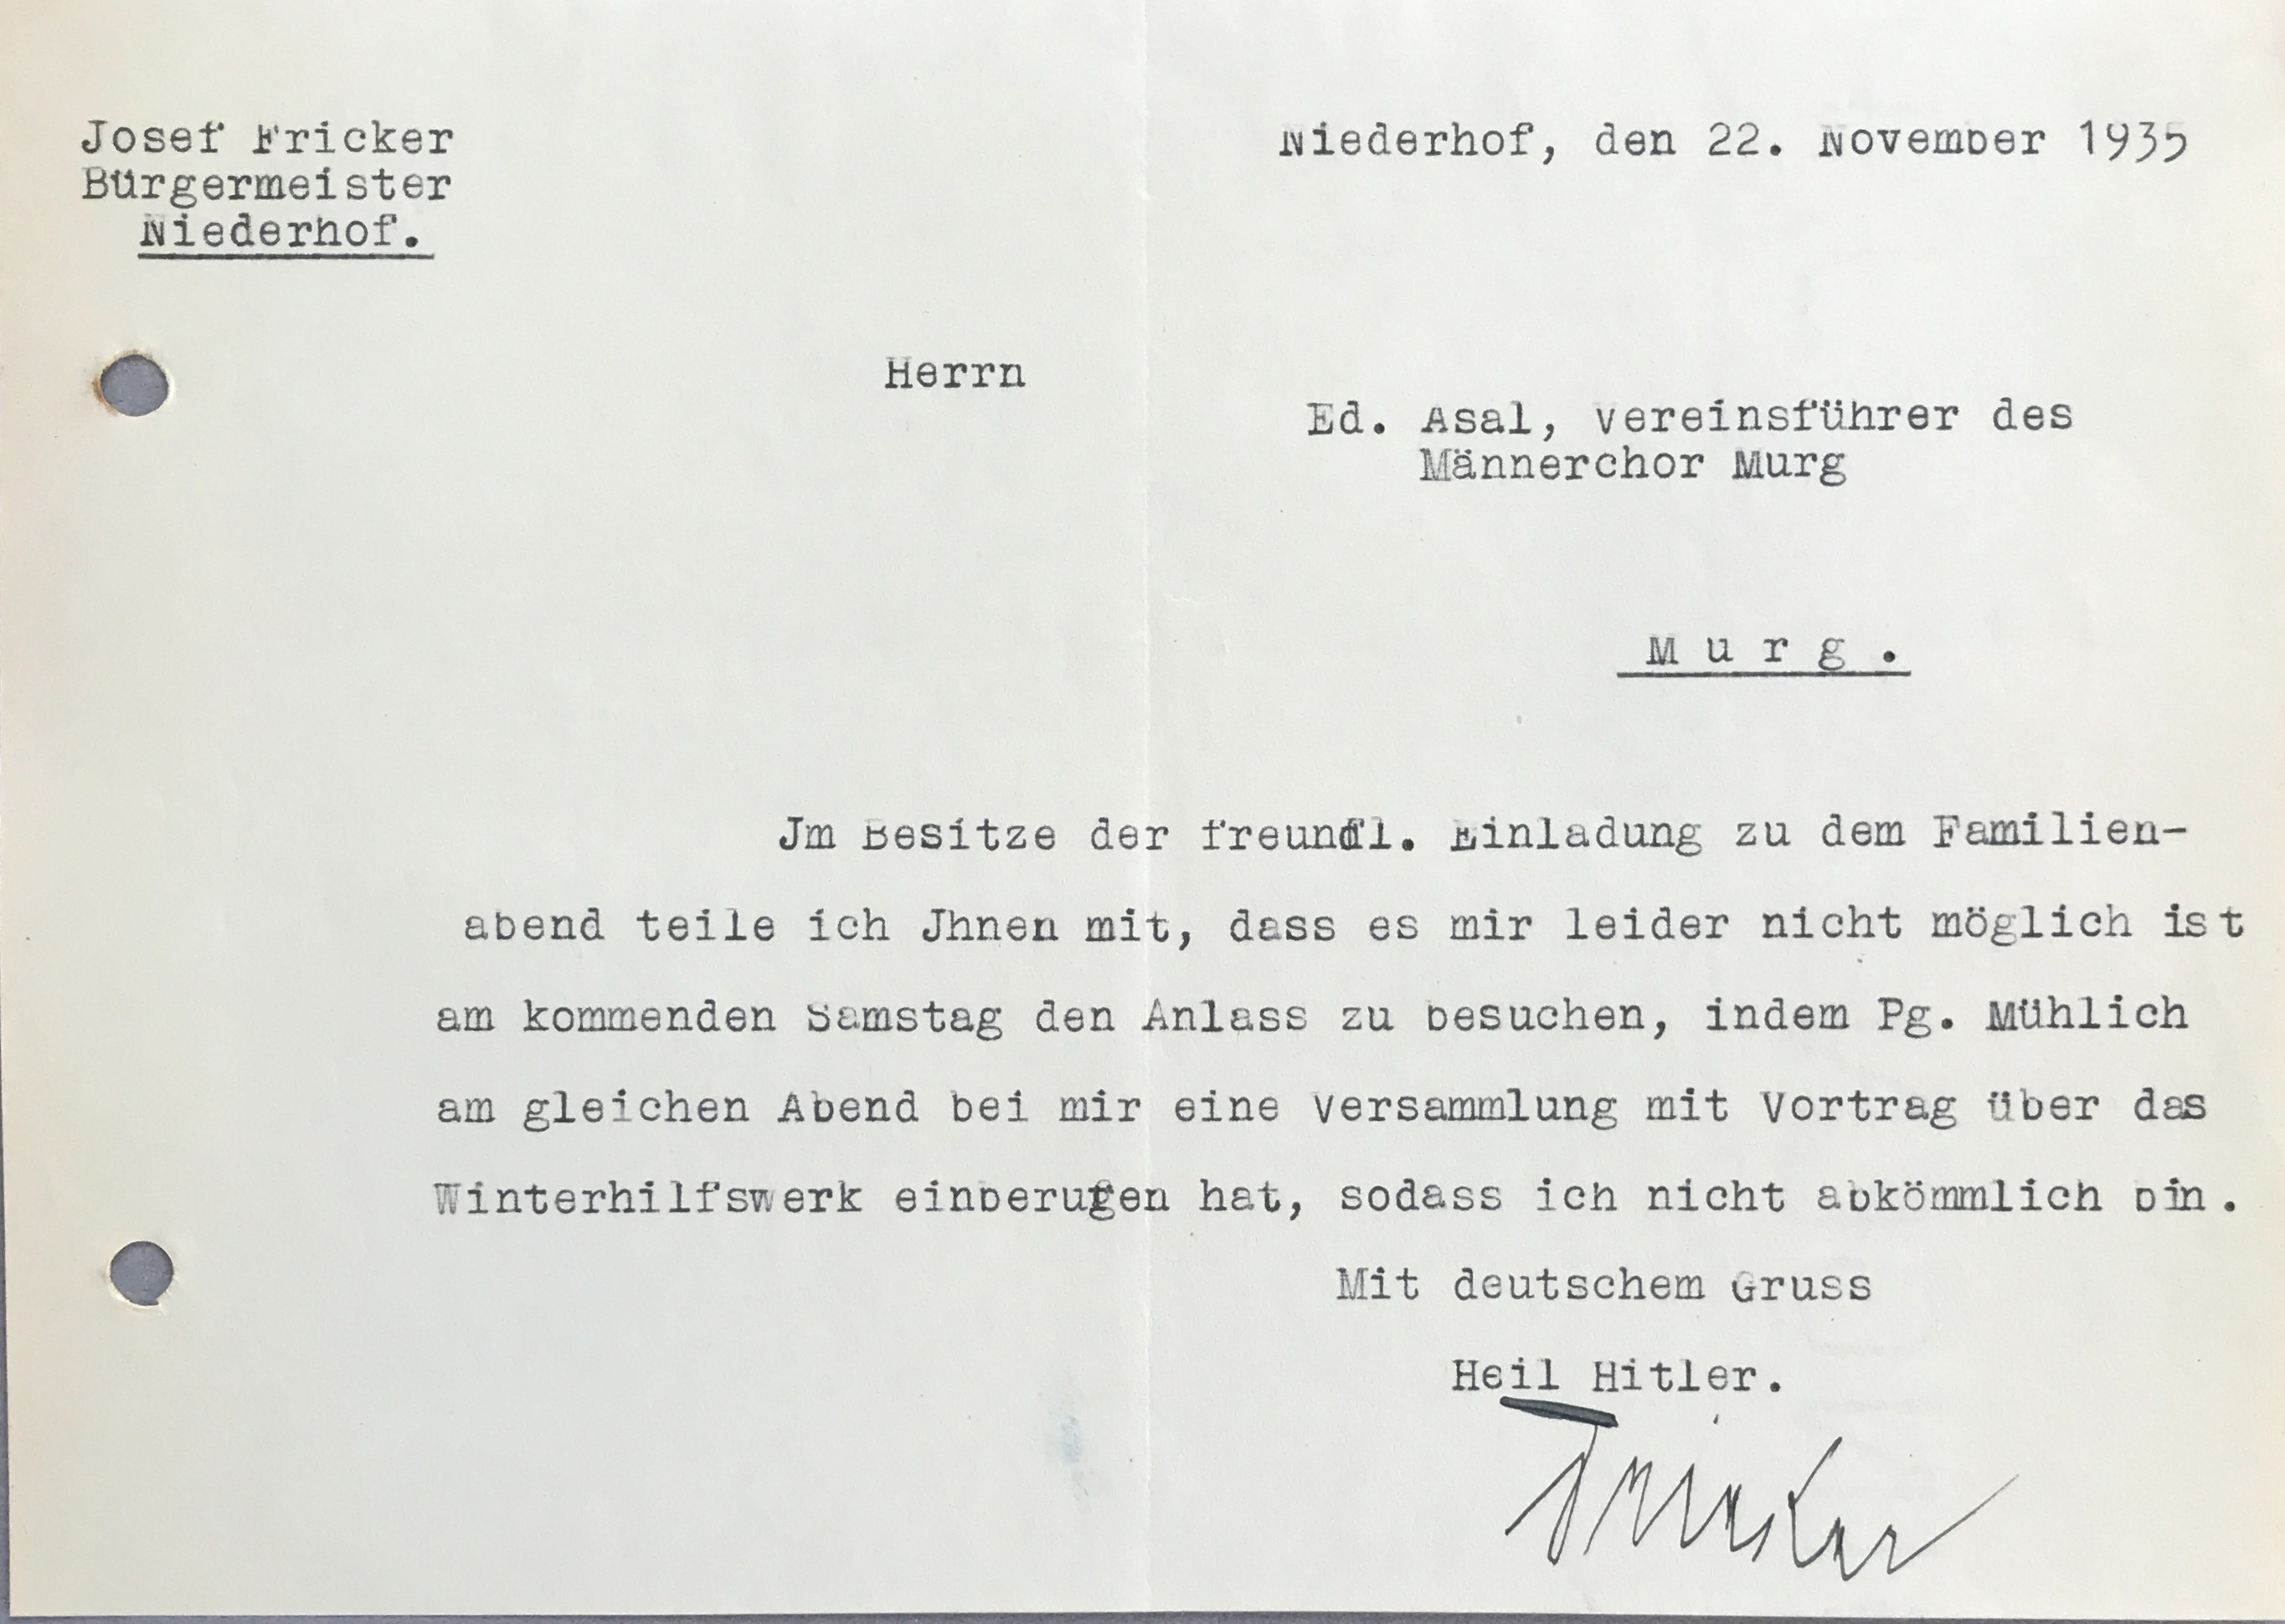 Josef Fricker
Bürgermeister
Niederhof.
Niederhof, den 22. November 1935
Herrn
Ed. Asal, Vereinsführer des
Männerchor Murg
M u r g .
Jm Besitze der freundl. Einladung zu dem Familien-
abend teile ich Jhnen mit, dass es mir leider nicht möglich ist
am kommenden Samstag den Anlass zu besuchen, indem Pg. Mühlich
am gleichen Abend bei mir eine Versammlung mit Vortrag über das
Winterhilfswerk einberufen hat, sodass ich nicht abkömmlich bin.
Mit deutschem Gruss
Heil Hitler.
Fricker